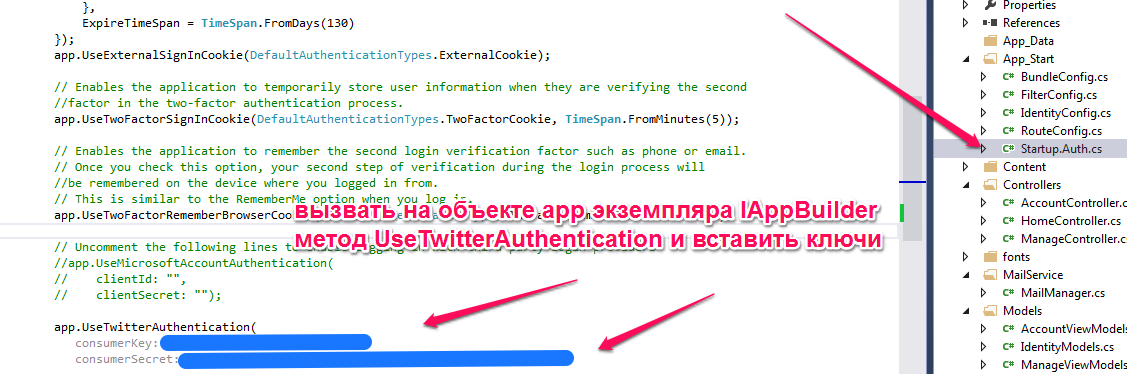 },
ExpireTimeSpan = TimeSpan.FromDays(130)
});
app.UseExternalSignInCookie(DefaultAuthenticationTypes.ExternalCookie);
// Enables the application to temporarily store user information when they are verifying the second
//factor in the two-factor authentication process.
app.UseTwoFactorSignInCookie(DefaultAuthenticationTypes.TwoFactorCookie, TimeSpan.FromMinutes(5));
// Enables the application to remember the second login verification factor such as phone or email.
// Once you check this option, your second step of verification during the login process will
//be remembered on the device where you logged in from.
// This is similar to the RememberMe option when you log in.
app.UseTwoFactorRememberBrowserCoo
вызвать на объекте app экземпляра IAppBuilder
метод UseTwitterAuthentication и вставить ключи
// Uncomment the following lines to
//app.UseMicrosoftAccountAuthentication(
// clientId: "",
// clientSecret: "");
app.UseTwitterAuthentication(
consumerKey:
consumerSecret:
Properties
References
App_Data
App_Start
C# BundleConfig.cs
C# FilterConfig.cs
C# IdentityConfig.cs
C# RouteConfig.cs
C# Startup.Auth.cs
Content
Controllers
C# AccountController.
C# HomeController.cs
C# ManageController.c
fonts
MailService
C# MailManager.cs
Models
C# AccountViewModels
C# IdentityModels.cs
C# ManageViewModels